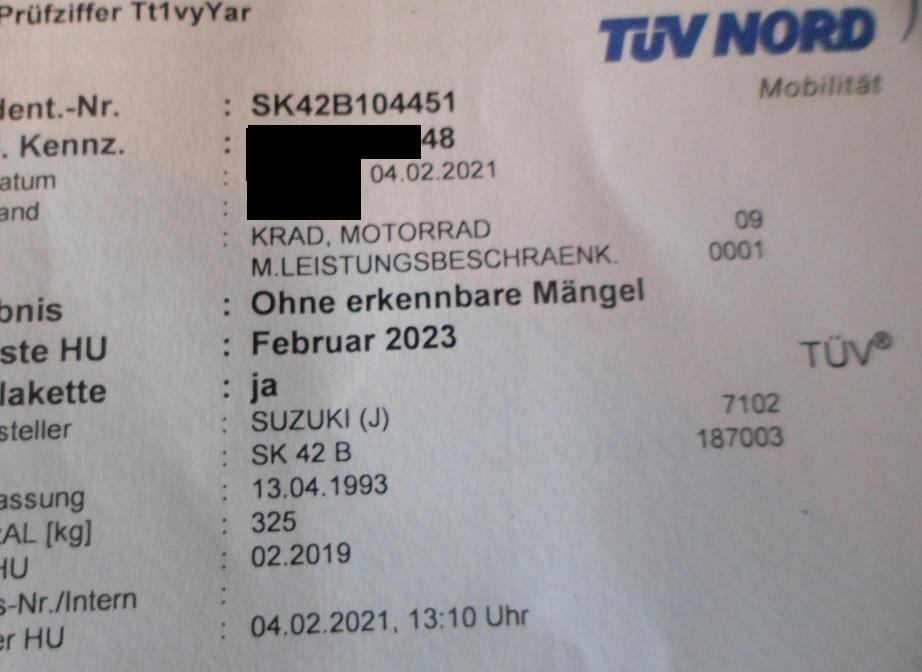 Prüfziffer Tt1vyYar
TÜV NORD
Mobilität
dent.-Nr. : SK42B104451
. Kennz. : 48
atum : 04.02.2021
and :
: KRAD, MOTORRAD 09
M.LEISTUNGSBESCHRAENK. 0001
bnis : Ohne erkennbare Mängel
ste HU : Februar 2023
TÜV®
lakette : ja
steller : SUZUKI (J) 7102
: SK 42 B 187003
assung : 13.04.1993
AL [kg] : 325
HU : 02.2019
s-Nr./Intern :
er HU : 04.02.2021, 13:10 Uhr